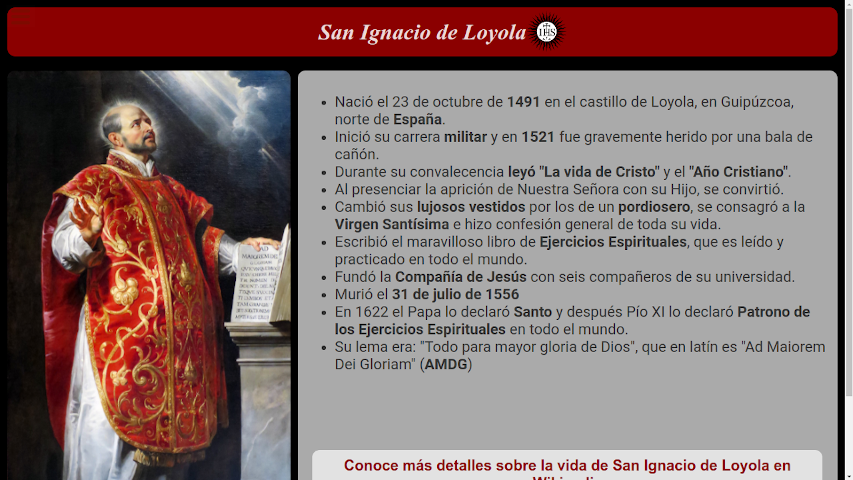 San Ignacio de Loyola
IHS
Nació el 23 de octubre de 1491 en el castillo de Loyola, en Guipúzcoa,
norte de España.
Inició su carrera militar y en 1521 fue gravemente herido por una bala de
cañón.
Durante su convalecencia leyó "La vida de Cristo" y el "Año Cristiano".
Al presenciar la aprición de Nuestra Señora con su Hijo, se convirtió.
Cambió sus lujosos vestidos por los de un pordiosero, se consagró a la
Virgen Santísima e hizo confesión general de toda su vida.
Escribió el maravilloso libro de Ejercicios Espirituales, que es leído y
practicado en todo el mundo.
Fundó la Compañía de Jesús con seis compañeros de su universidad.
Murió el 31 de julio de 1556
En 1622 el Papa lo declaró Santo y después Pío XI lo declaró Patrono de
los Ejercicios Espirituales en todo el mundo.
Su lema era: "Todo para mayor gloria de Dios", que en latín es "Ad Maiorem
Dei Gloriam" (AMDG)
Conoce más detalles sobre la vida de San Ignacio de Loyola en